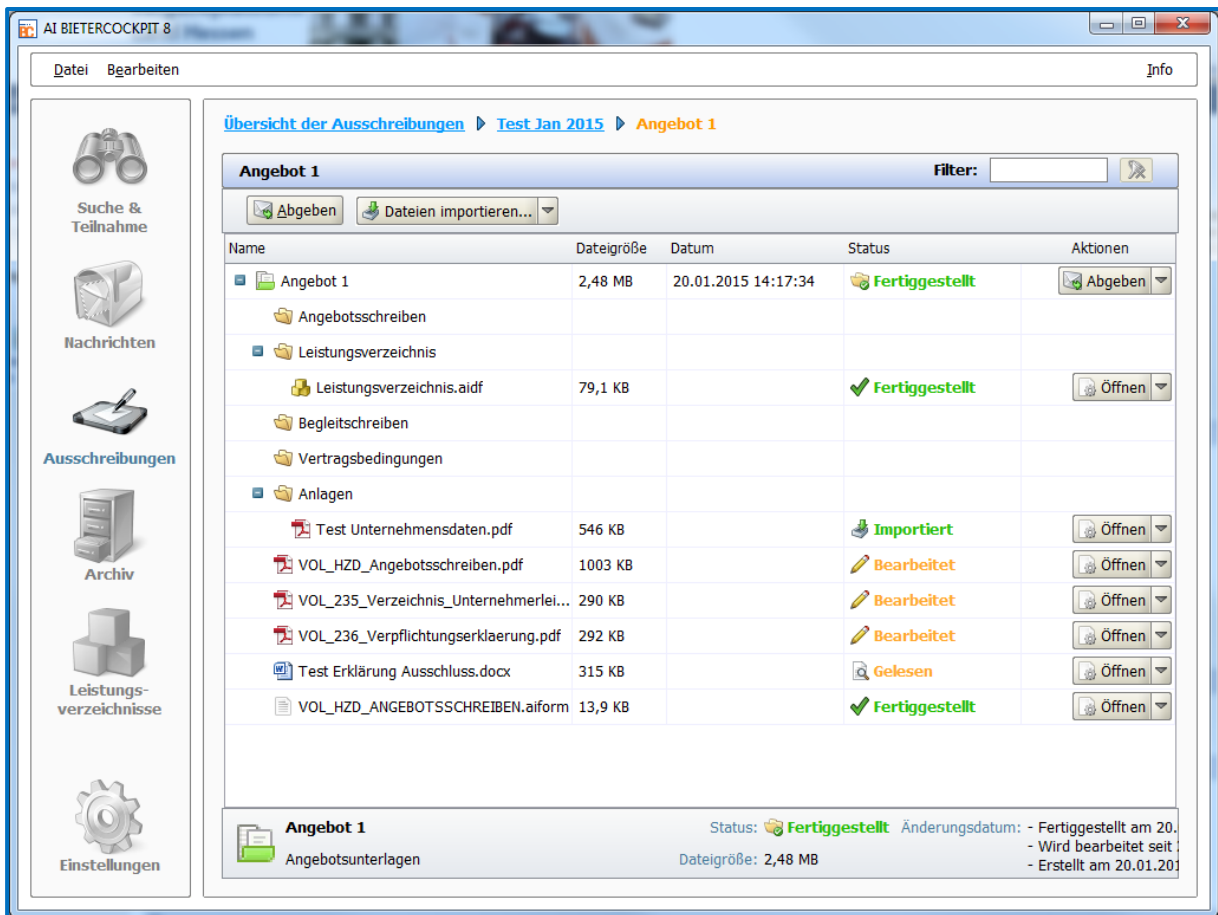 AI BIETERCOCKPIT 8
Hessen
Datei Bearbeiten Info
Übersicht der Ausschreibungen Test Jan 2015 Angebot 1
Angebot 1 Filter:
Abgeben Dateien importieren...
Name Dateigröße Datum Status Aktionen
Angebot 1 2,48 MB 20.01.2015 14:17:34 Fertiggestellt Abgeben
Angebotsschreiben
Leistungsverzeichnis
Leistungsverzeichnis.aidf 79,1 KB Fertiggestellt Öffnen
Begleitschreiben
Vertragsbedingungen
Anlagen
Test Unternehmensdaten.pdf 546 KB Importiert Öffnen
VOL_HZD_Angebotsschreiben.pdf 1003 KB Bearbeitet Öffnen
VOL_235_Verzeichnis_Unternehmerlei... 290 KB Bearbeitet Öffnen
VOL_236_Verpflichtungserklaerung.pdf 292 KB Bearbeitet Öffnen
Test Erklärung Ausschluss.docx 315 KB Gelesen Öffnen
VOL_HZD_ANGEBOTSSCHREIBEN.aiform 13,9 KB Fertiggestellt Öffnen
Suche &
Teilnahme
Nachrichten
Ausschreibungen
Archiv
Leistungs-
verzeichnisse
Einstellungen
Angebot 1 Status: Fertiggestellt Änderungsdatum: - Fertiggestellt am 20.
- Wird bearbeitet seit
Angebotsunterlagen Dateigröße: 2,48 MB
- Erstellt am 20.01.201